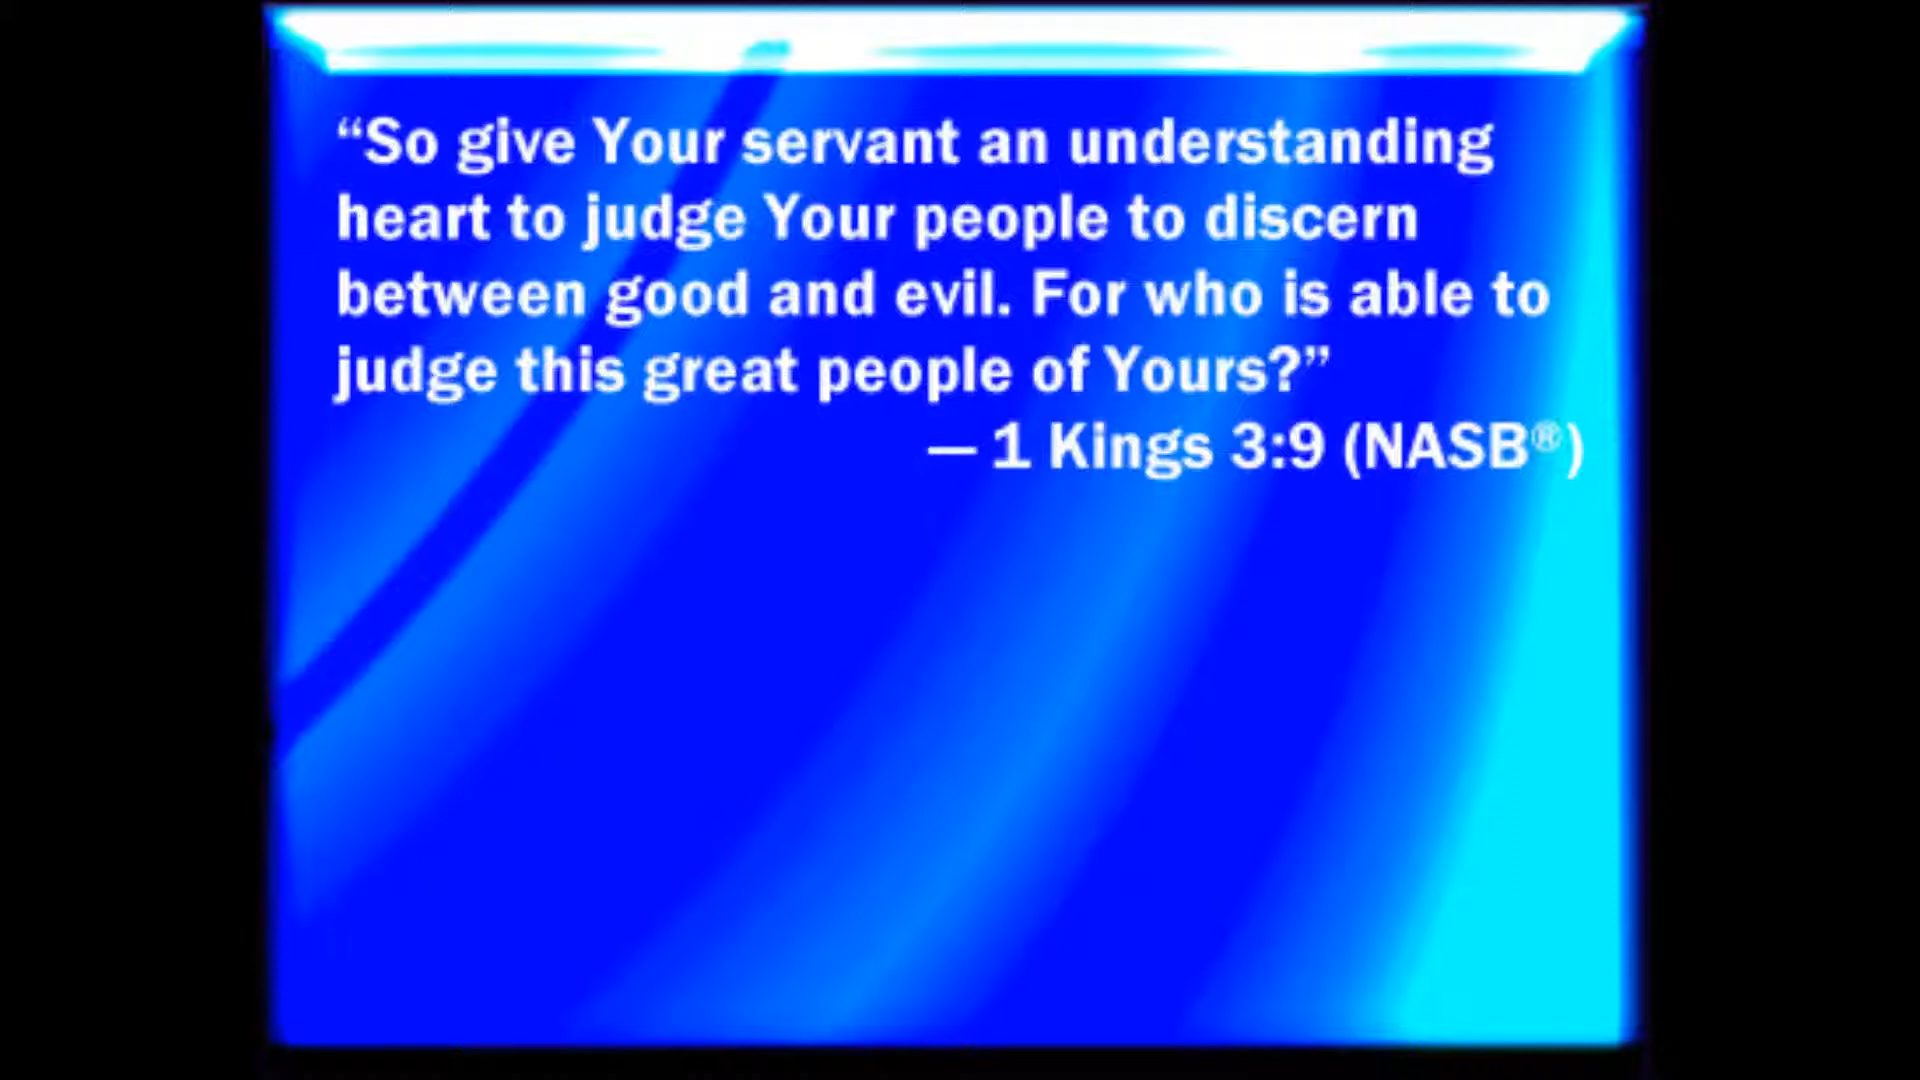 “So give Your servant an understanding
heart to judge Your people to discern
between good and evil. For who is able to
judge this great people of Yours?”
— 1 Kings 3:9 (NASB®)